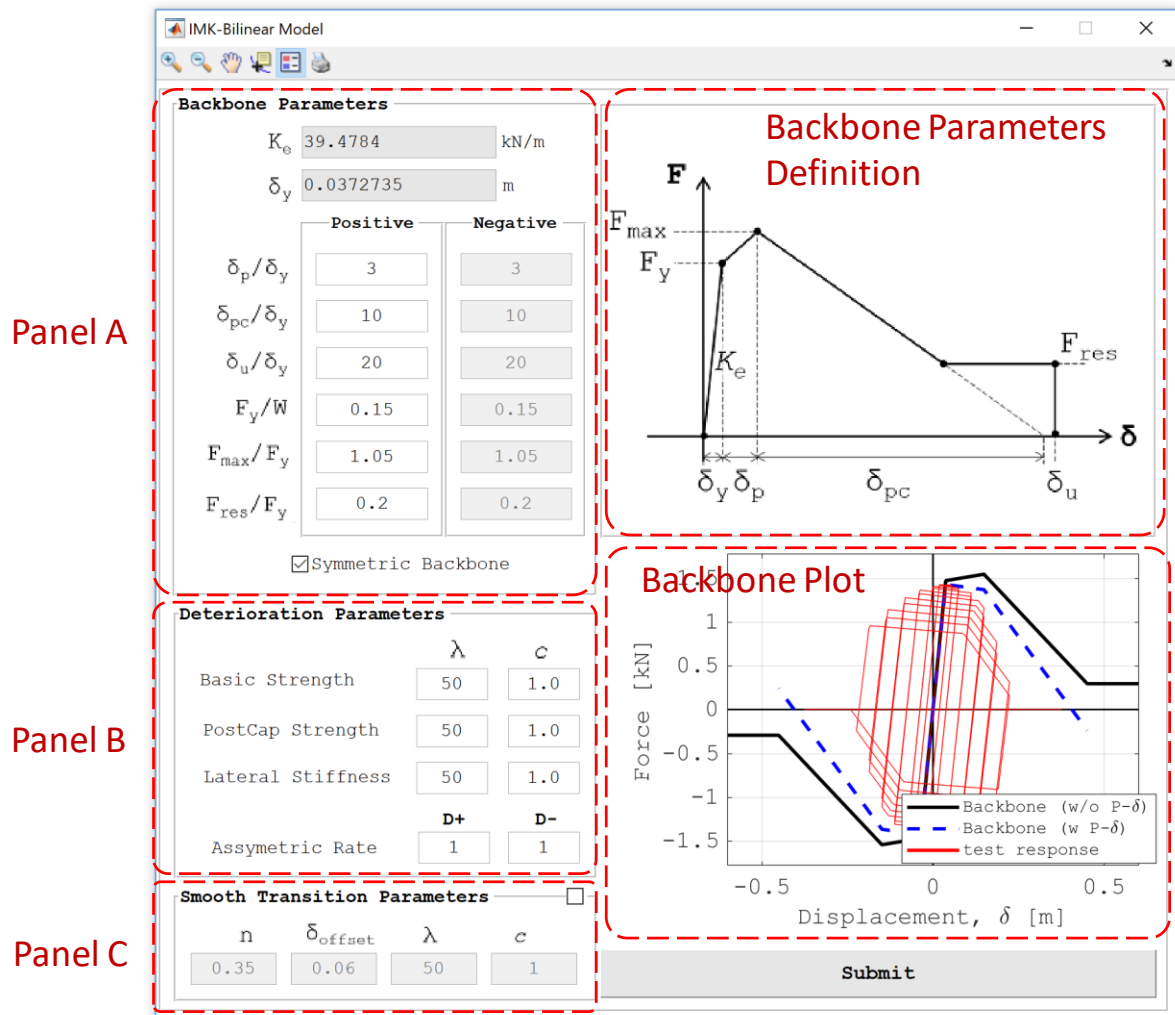 IMK-Bilinear Model
Backbone Parameters
Ke 39.4784 kN/m
δy 0.0372735 m
Positive Negative
δp/δy 3 3
δpc/δy 10 10
δu/δy 20 20
Fy/W 0.15 0.15
Fmax/Fy 1.05 1.05
Fres/Fy 0.2 0.2
Symmetric Backbone
Panel A
Backbone Parameters
Definition
F
Fmax
Fy
Ke
Fres
δ
δy δp δpc δu
Deterioration Parameters
λ c
Basic Strength 50 1.0
PostCap Strength 50 1.0
Lateral Stiffness 50 1.0
D+ D-
Assymetric Rate 1 1
Panel B
Smooth Transition Parameters
n δoffset λ c
0.35 0.06 50 1
Panel C
Backbone Plot
Force [kN]
1.5
1
0.5
0
-0.5
-1
-1.5
Backbone (w/o P-δ)
Backbone (w P-δ)
test response
-0.5 0 0.5
Displacement, δ [m]
Submit